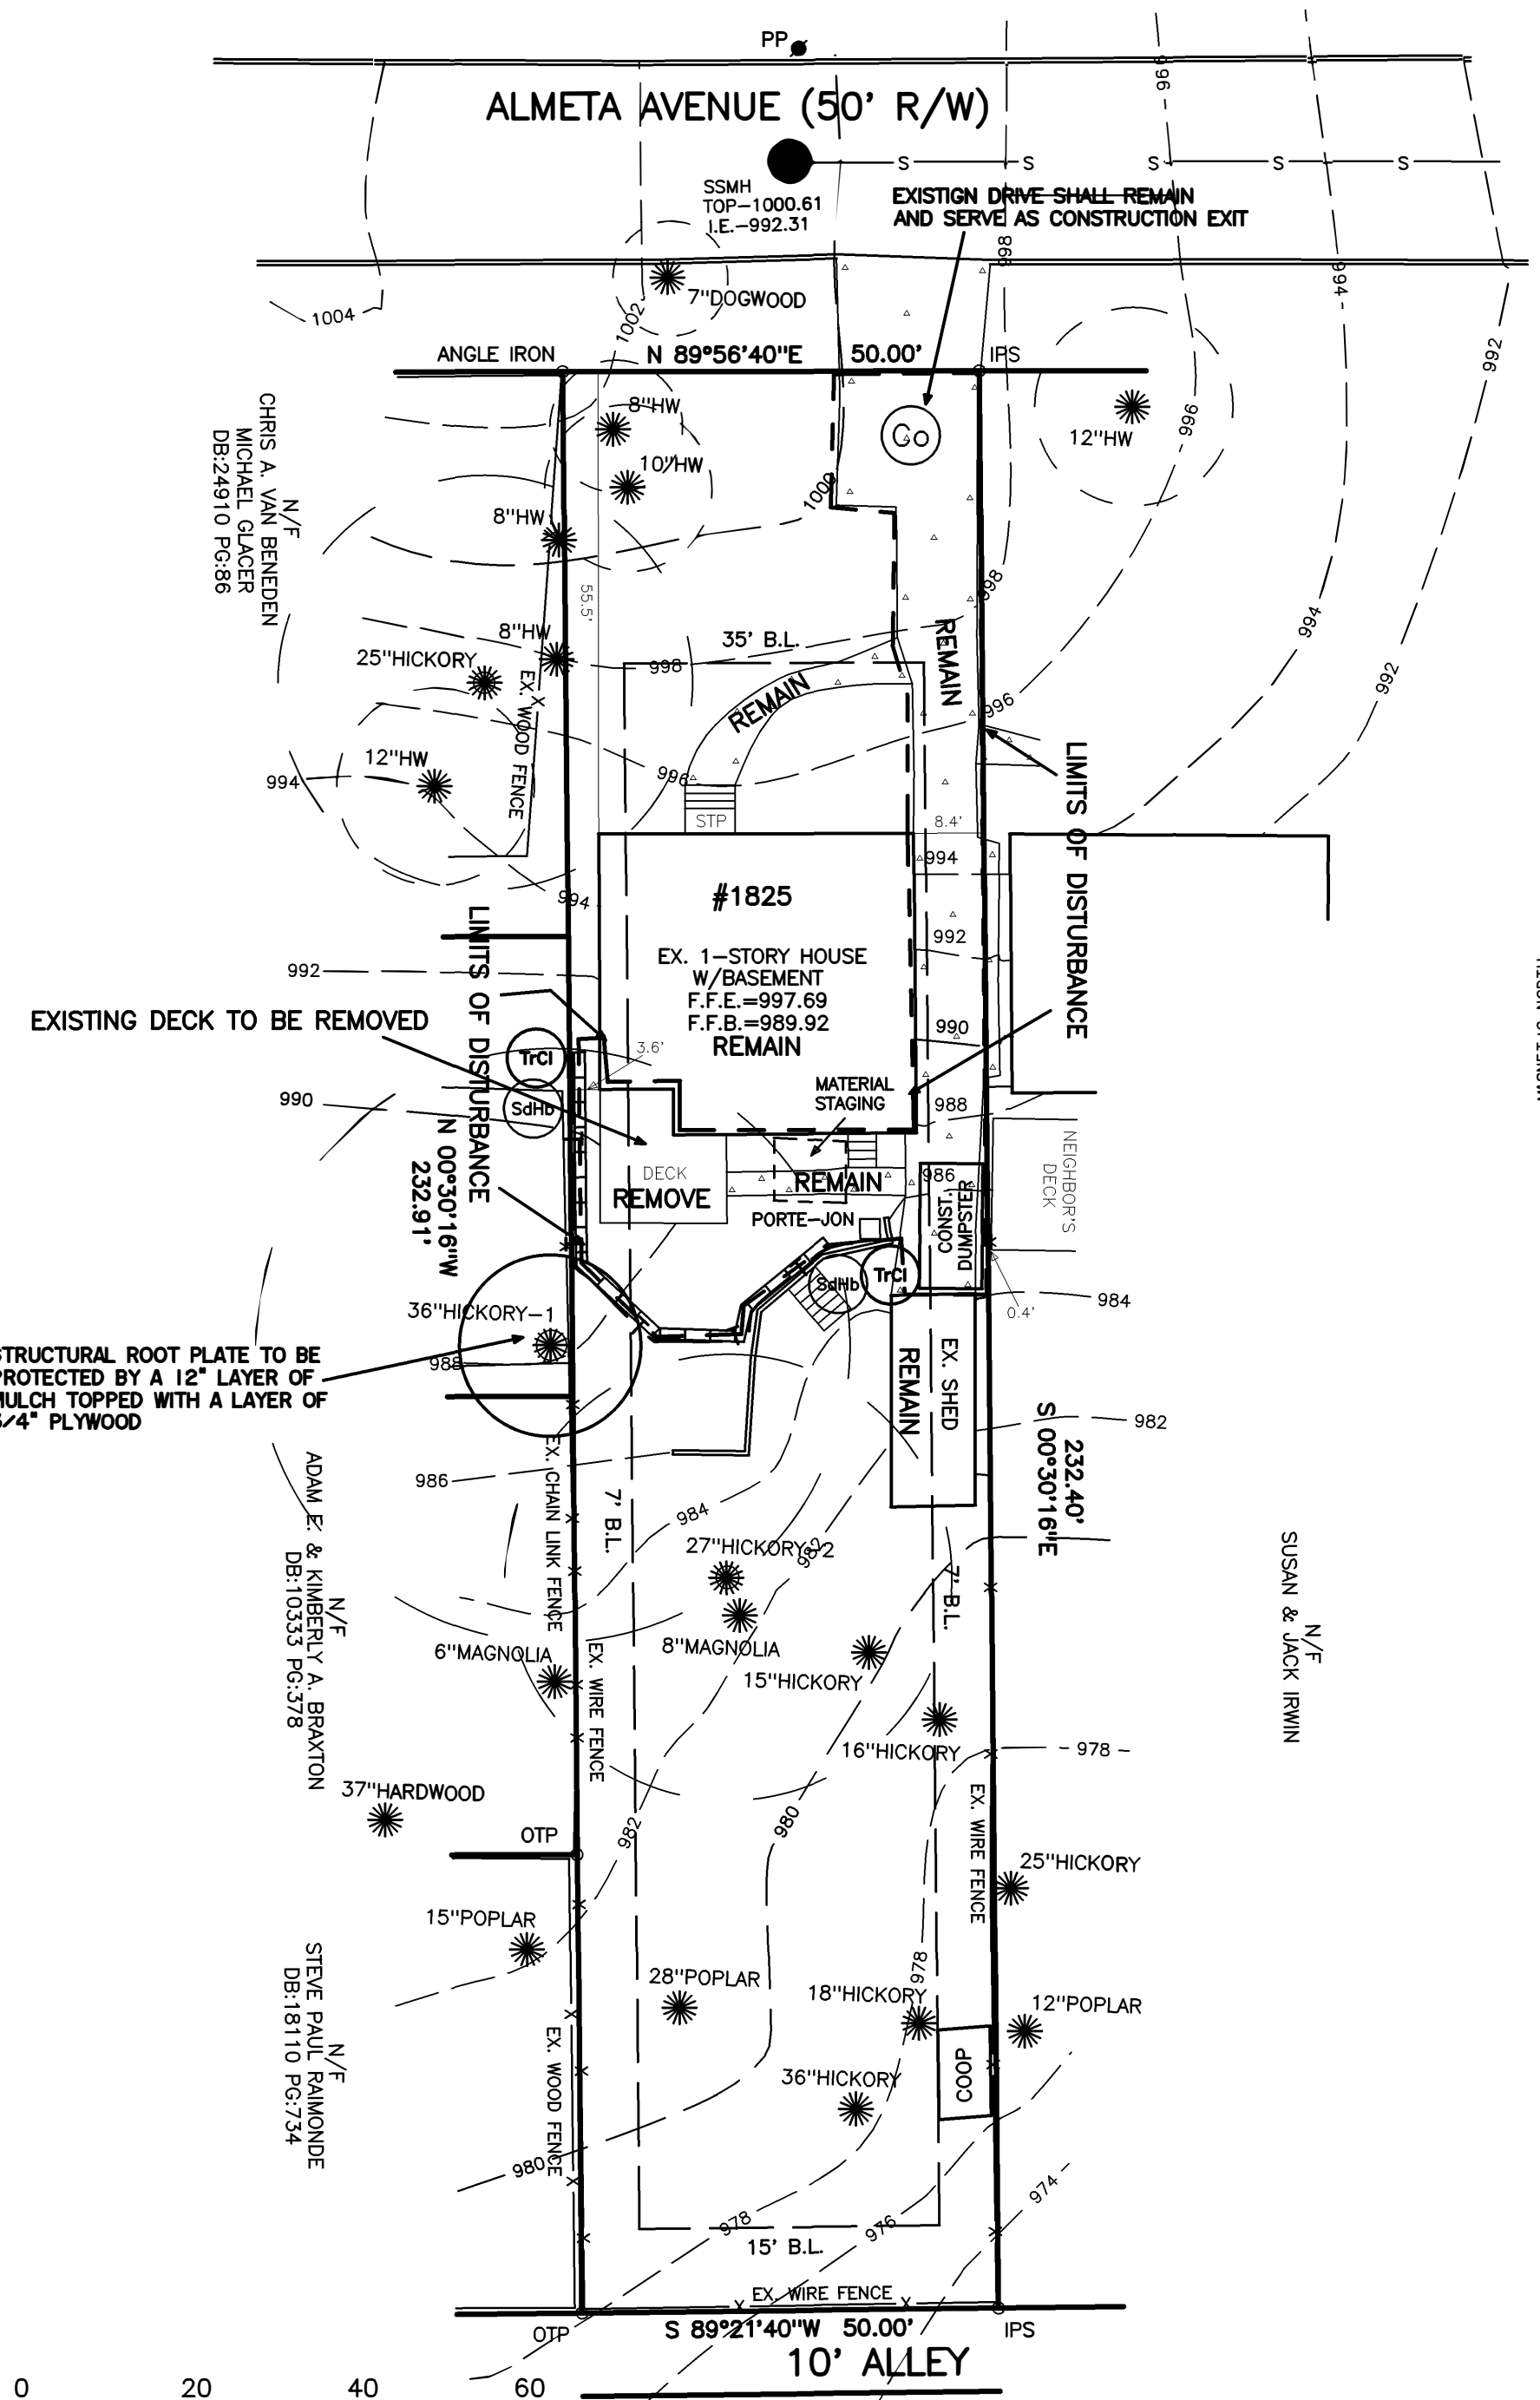 PP
ALMETA AVENUE (50' R/W)
S S S S S
SSMH
TOP-1000.61
I.E.-992.31
EXISTIGN DRIVE SHALL REMAIN
AND SERVE AS CONSTRUCTION EXIT
996
998
994
7"DOGWOOD
1004
1002
ANGLE IRON
N 89°56'40"E 50.00'
IPS
992
8"HW
Co
12"HW
996
10"HW
1000
8"HW
N/F
CHRIS A. VAN BENEDEN
MICHAEL GLACER
DB:24910 PG:86
55.5'
998
994
8"HW
35' B.L.
REMAIN
25"HICKORY
998
992
EX. WOOD FENCE
X
REMAIN
996
12"HW
994
996
LIMITS OF DISTURBANCE
STP
8.4'
994
#1825
994
LIMITS OF DISTURBANCE
992
EX. 1-STORY HOUSE
W/BASEMENT
F.F.E.=997.69
F.F.B.=989.92
REMAIN
992
990
EXISTING DECK TO BE REMOVED
3.6'
TrCl
SdHb
990
MATERIAL
STAGING
988
N 00°30'16"W
232.91'
NEIGHBOR'S
DECK
DECK
REMOVE
REMAIN
986
CONST.
DUMPSTER
PORTE-JON
SdHb
TrCl
984
0.4'
36"HICKORY-1
STRUCTURAL ROOT PLATE TO BE
PROTECTED BY A 12" LAYER OF
MULCH TOPPED WITH A LAYER OF
3/4" PLYWOOD
988
EX. SHED
REMAIN
982
232.40'
S 00°30'16"E
986
EX. CHAIN LINK FENCE
7' B.L.
984
982
27"HICKORY-2
8"MAGNOLIA
7' B.L.
N/F
ADAM E. & KIMBERLY A. BRAXTON
DB:10333 PG:378
N/F
SUSAN & JACK IRWIN
6"MAGNOLIA
EX. WIRE FENCE
15"HICKORY
16"HICKORY
978
37"HARDWOOD
982
980
EX. WIRE FENCE
OTP
25"HICKORY
15"POPLAR
28"POPLAR
978
18"HICKORY
12"POPLAR
N/F
STEVE PAUL RAIMONDE
DB:18110 PG:734
EX. WOOD FENCE
36"HICKORY
COOP
980
974
978
976
15' B.L.
EX. WIRE FENCE
OTP
S 89°21'40"W 50.00'
IPS
10' ALLEY
0 20 40 60